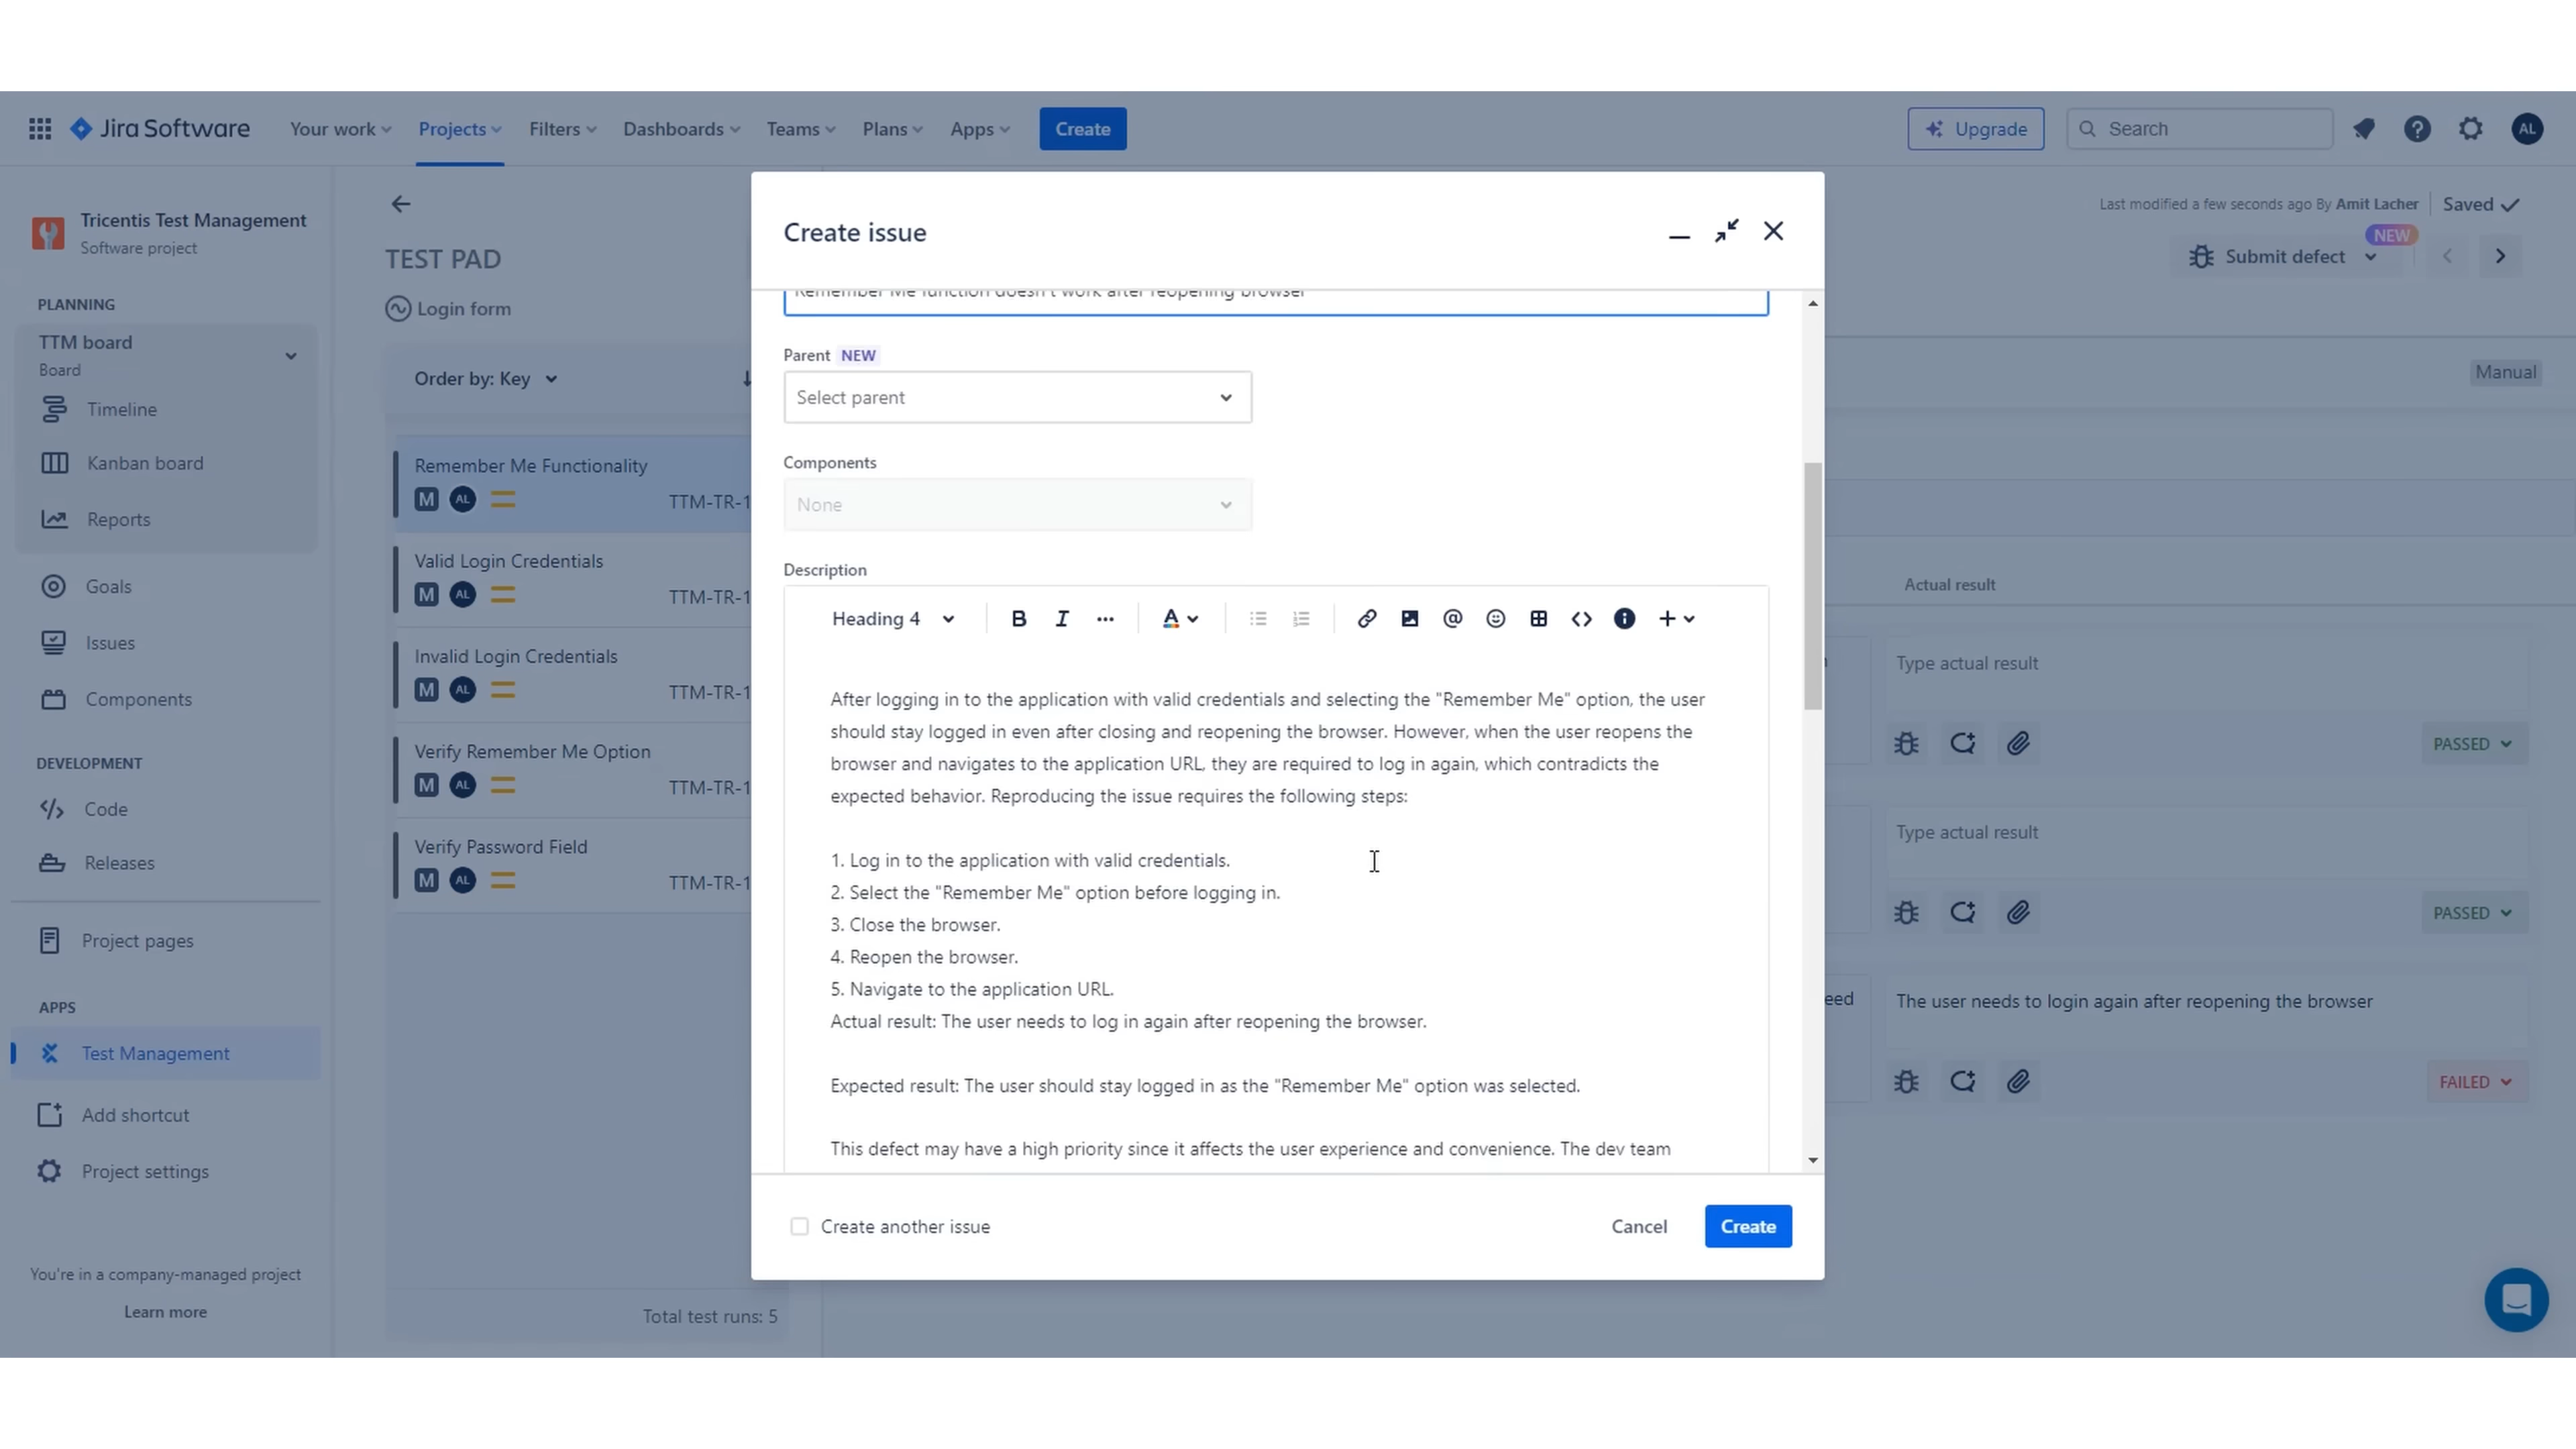 Jira Software
Your work
Projects
Filters
Dashboards
Teams
Plans
Apps
Create
Upgrade
Search
AL
Tricentis Test Management
Software project
PLANNING
TTM board
Board
Timeline
Kanban board
Reports
Goals
Issues
Components
DEVELOPMENT
Code
Releases
Project pages
APPS
Test Management
Add shortcut
Project settings
You're in a company-managed project
Learn more
TEST PAD
Login form
Order by: Key
Remember Me Functionality
M AL TTM-TR-1
Valid Login Credentials
M AL TTM-TR-1
Invalid Login Credentials
M AL TTM-TR-1
Verify Remember Me Option
M AL TTM-TR-1
Verify Password Field
M AL TTM-TR-1
Total test runs: 5
Create issue
Remember Me function doesn't work after reopening browser
Parent NEW
Select parent
Components
None
Description
Heading 4
After logging in to the application with valid credentials and selecting the "Remember Me" option, the user
should stay logged in even after closing and reopening the browser. However, when the user reopens the
browser and navigates to the application URL, they are required to log in again, which contradicts the
expected behavior. Reproducing the issue requires the following steps:
1. Log in to the application with valid credentials.
2. Select the "Remember Me" option before logging in.
3. Close the browser.
4. Reopen the browser.
5. Navigate to the application URL.
Actual result: The user needs to log in again after reopening the browser.
Expected result: The user should stay logged in as the "Remember Me" option was selected.
This defect may have a high priority since it affects the user experience and convenience. The dev team
Create another issue
Cancel
Create
Last modified a few seconds ago By Amit Lacher
Saved
NEW
Submit defect
Manual
Actual result
Type actual result
PASSED
Type actual result
PASSED
eed
The user needs to login again after reopening the browser
FAILED